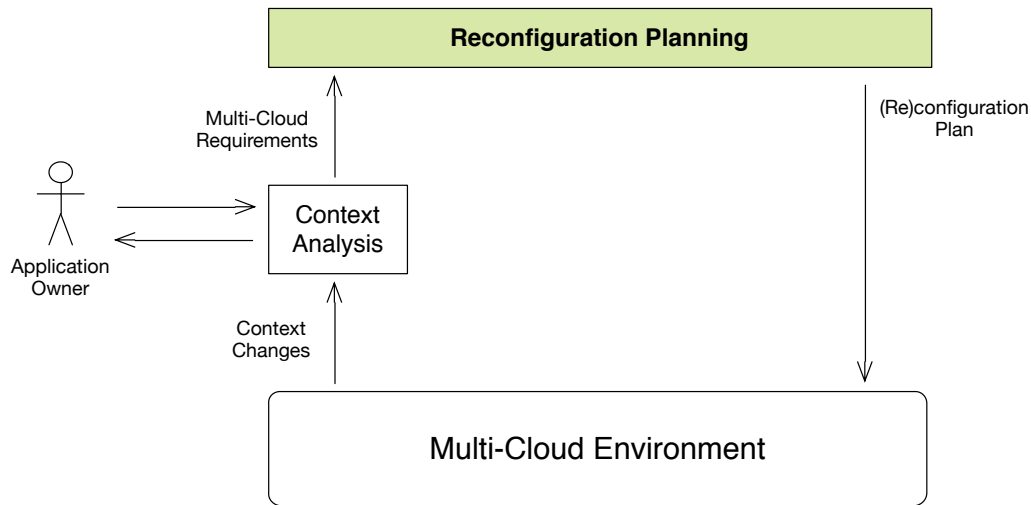 Reconfiguration Planning
Multi-Cloud
Requirements
(Re)configuration
Plan
Context
Analysis
Application
Owner
Context
Changes
Multi-Cloud Environment